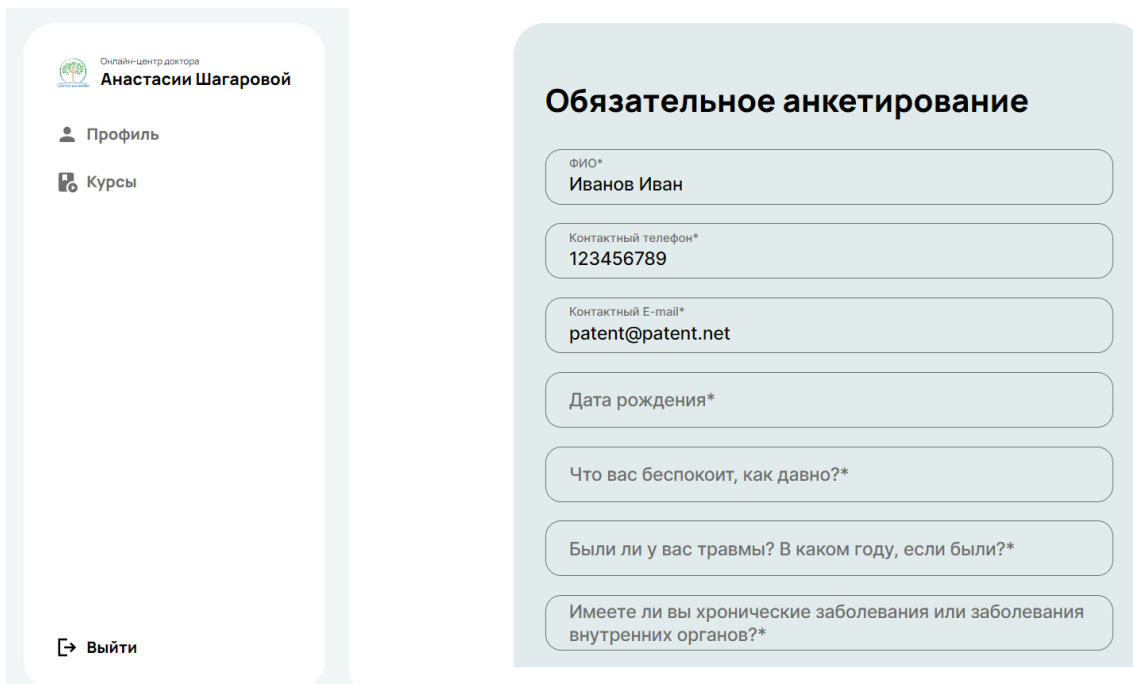 Онлайн-центр доктора
Анастасии Шагаровой
Профиль
Курсы
Выйти
Обязательное анкетирование
ФИО*
Иванов Иван
Контактный телефон*
123456789
Контактный E-mail*
patent@patent.net
Дата рождения*
Что вас беспокоит, как давно?*
Были ли у вас травмы? В каком году, если были?*
Имеете ли вы хронические заболевания или заболевания
внутренних органов?*